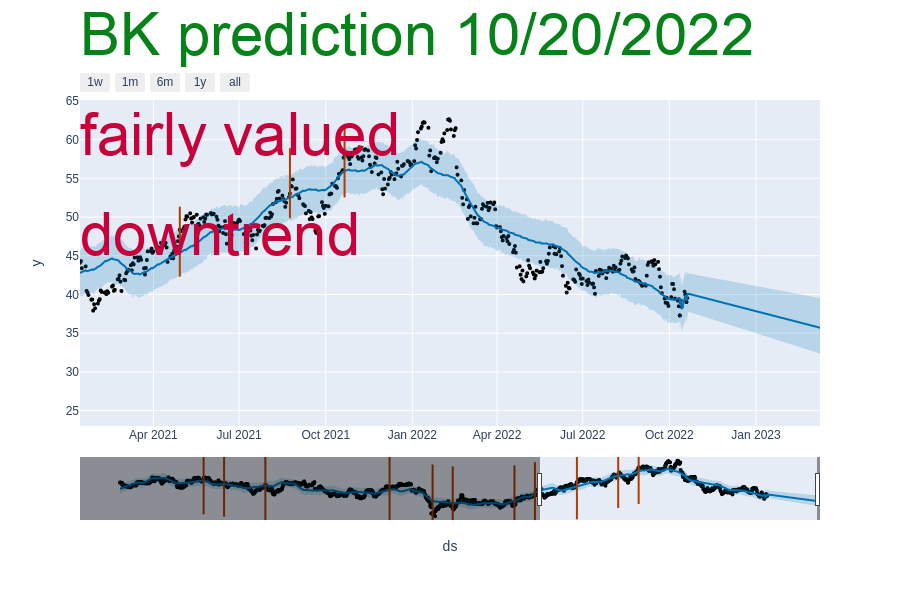 BK prediction 10/20/2022
1w 1m 6m 1y all
65
fairly valued
60
55
50
downtrend
45
y
40
35
30
25
Apr 2021 Jul 2021 Oct 2021 Jan 2022 Apr 2022 Jul 2022 Oct 2022 Jan 2023
ds